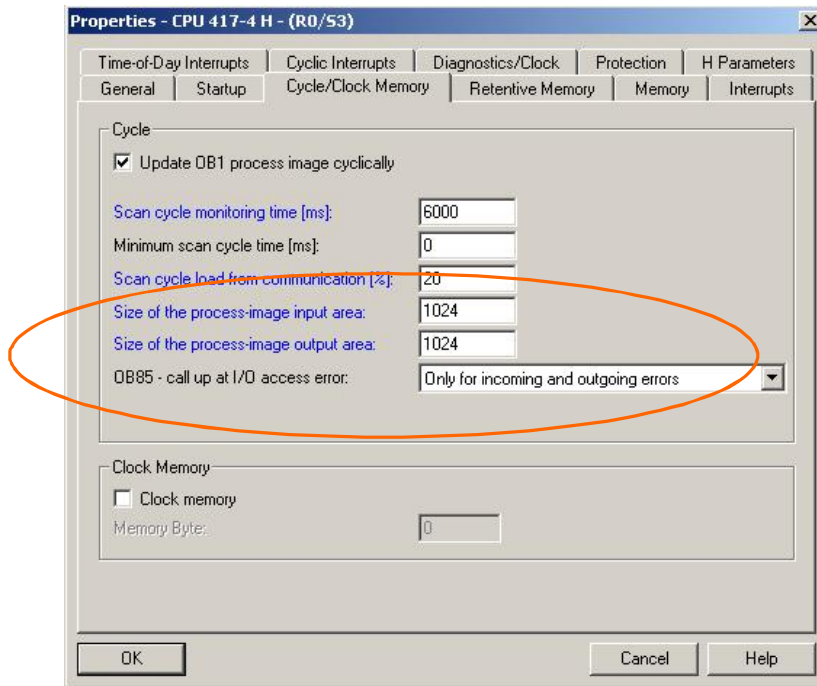 Properties - CPU 417-4 H - (R0/S3)
Time-of-Day Interrupts Cyclic Interrupts Diagnostics/Clock Protection H Parameters
General Startup Cycle/Clock Memory Retentive Memory Memory Interrupts
Cycle
Update OB1 process image cyclically
Scan cycle monitoring time [ms]: 6000
Minimum scan cycle time [ms]: 0
Scan cycle load from communication [%]: 20
Size of the process-image input area: 1024
Size of the process-image output area: 1024
OB85 - call up at I/O access error: Only for incoming and outgoing errors
Clock Memory
Clock memory
Memory Byte: 0
OK Cancel Help